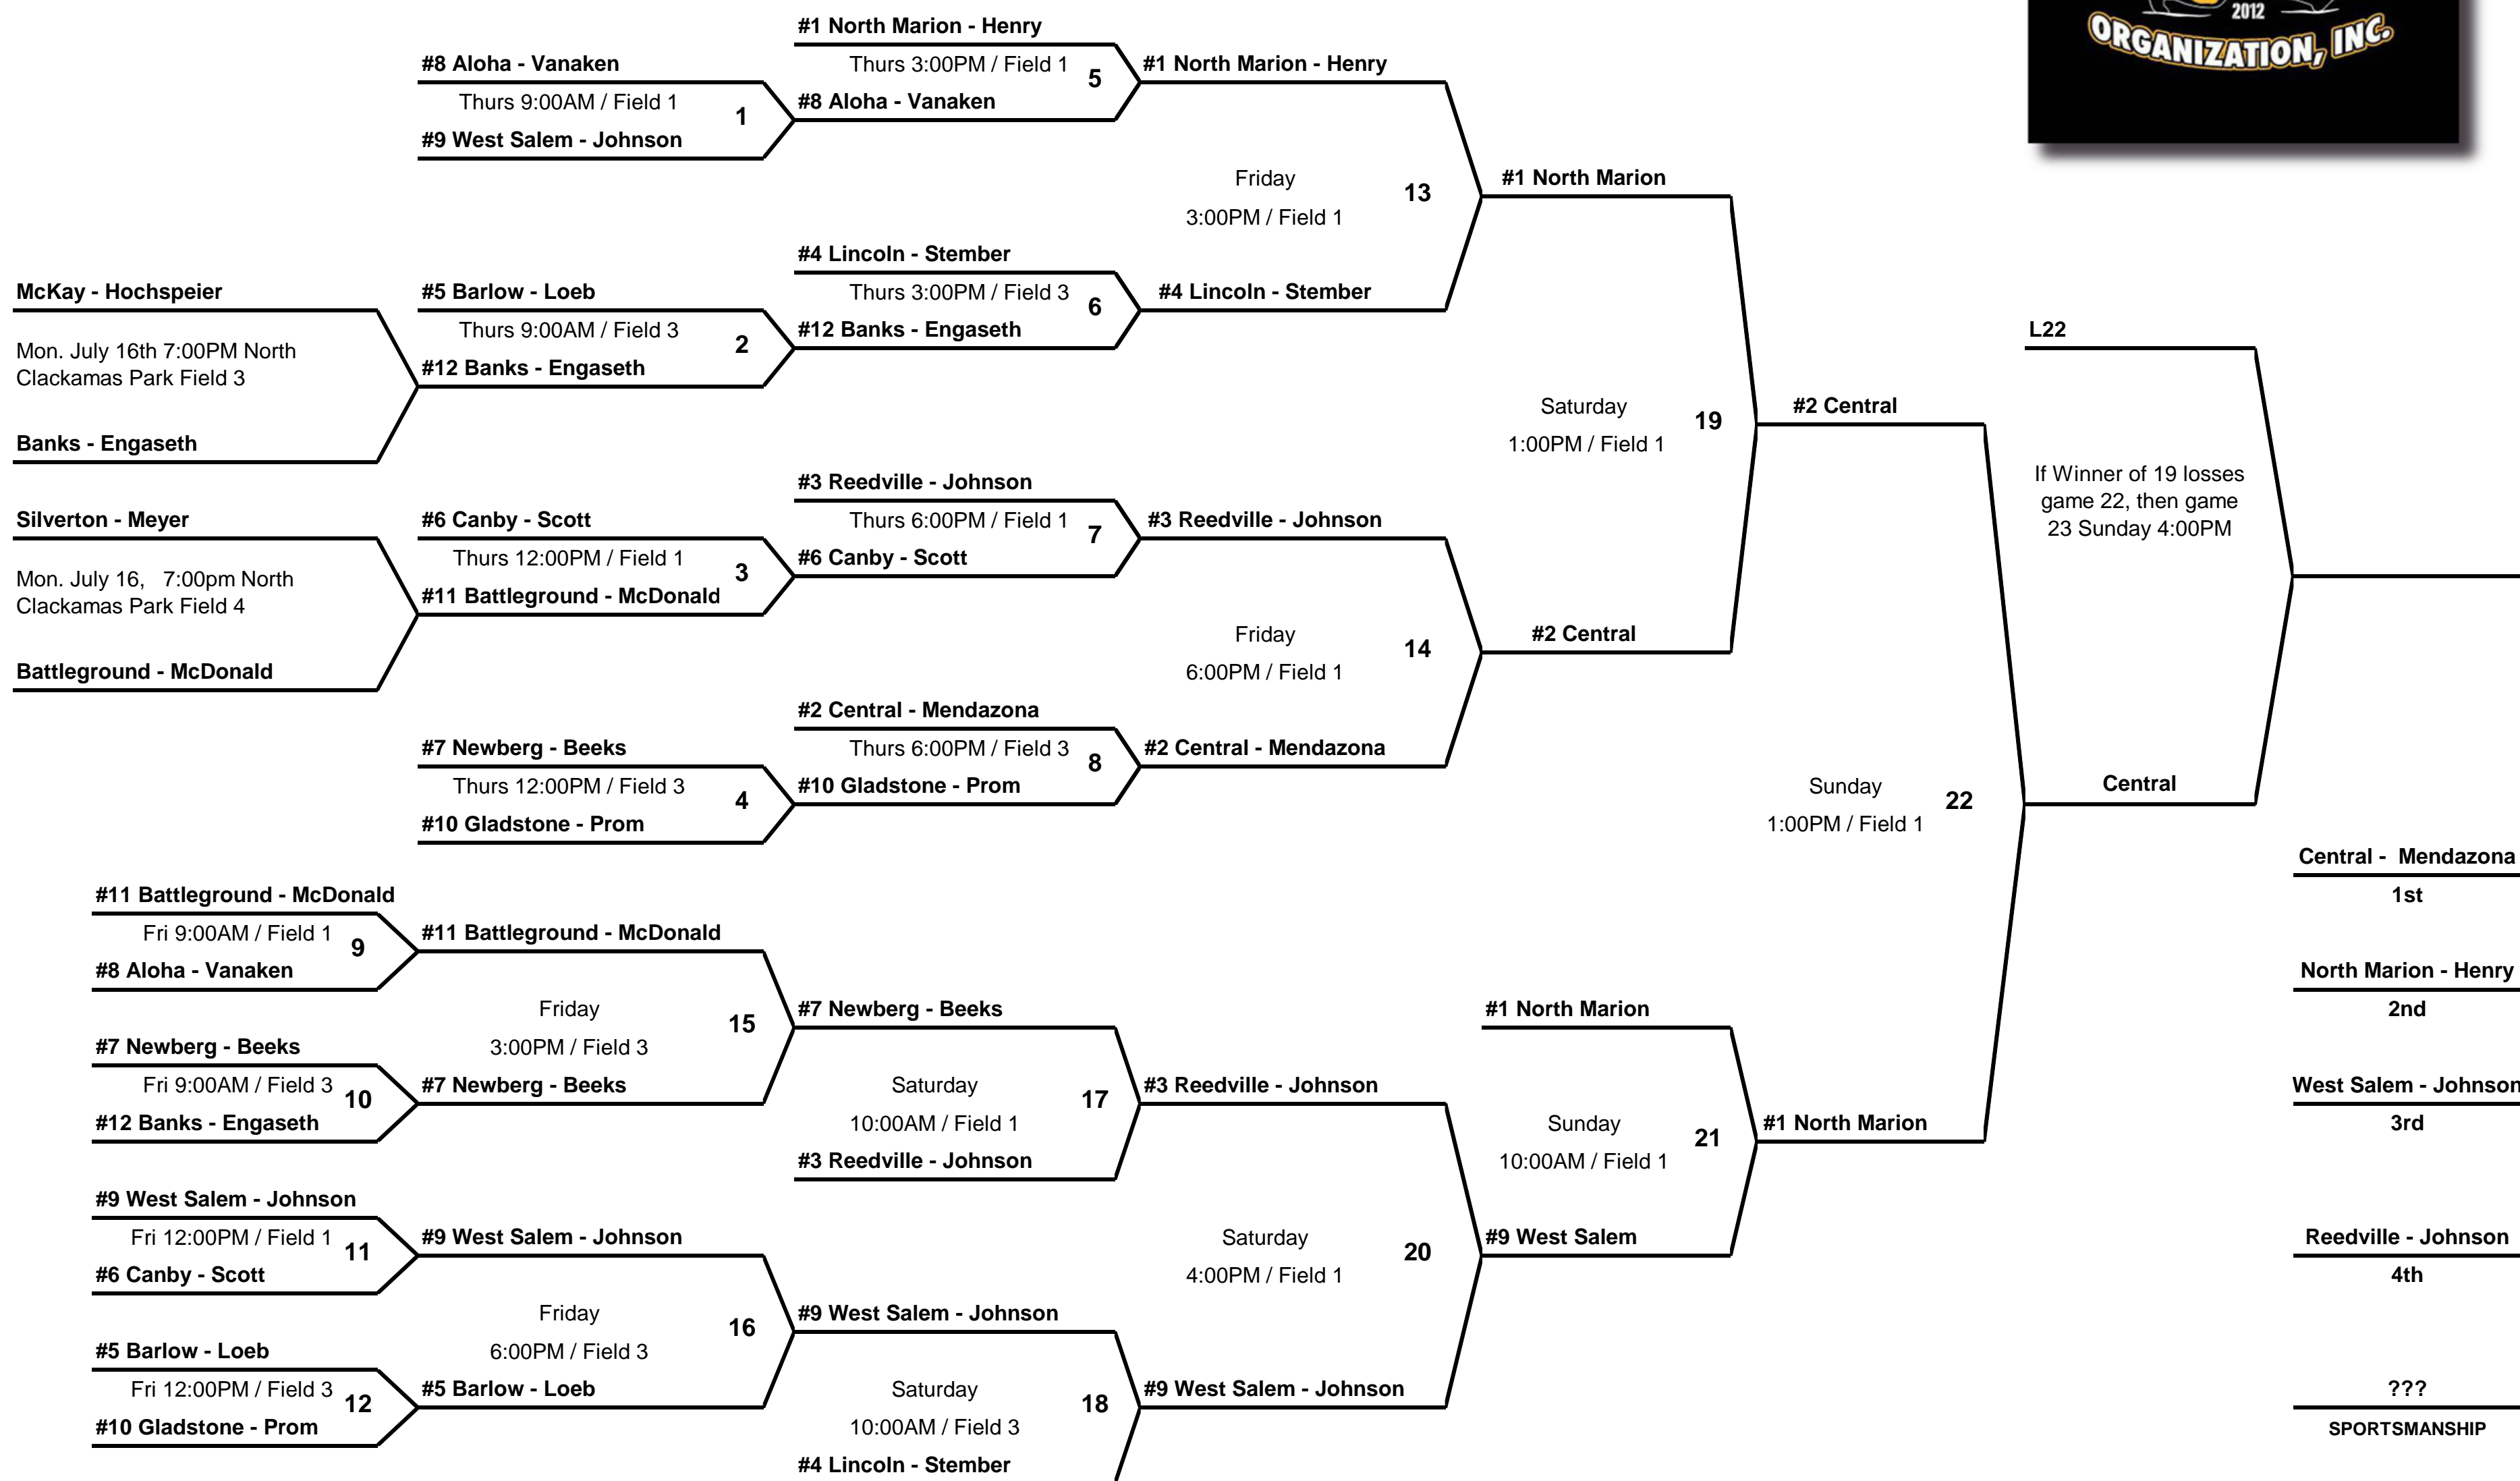 2012
ORGANIZATION, INC.
#1 North Marion - Henry
#8 Aloha - Vanaken
Thurs 3:00PM / Field 1
5
#1 North Marion - Henry
Thurs 9:00AM / Field 1
1
#8 Aloha - Vanaken
#9 West Salem - Johnson
Friday
13
#1 North Marion
3:00PM / Field 1
#4 Lincoln - Stember
McKay - Hochspeier
#5 Barlow - Loeb
Thurs 3:00PM / Field 3
6
#4 Lincoln - Stember
Thurs 9:00AM / Field 3
2
#12 Banks - Engaseth
L22
Mon. July 16th 7:00PM North
Clackamas Park Field 3
#12 Banks - Engaseth
Saturday
19
#2 Central
1:00PM / Field 1
Banks - Engaseth
#3 Reedville - Johnson
If Winner of 19 losses
game 22, then game
23 Sunday 4:00PM
Silverton - Meyer
#6 Canby - Scott
Thurs 6:00PM / Field 1
7
#3 Reedville - Johnson
Thurs 12:00PM / Field 1
3
#6 Canby - Scott
Mon. July 16, 7:00pm North
Clackamas Park Field 4
#11 Battleground - McDonald
Friday
14
#2 Central
6:00PM / Field 1
Battleground - McDonald
#2 Central - Mendazona
#7 Newberg - Beeks
Thurs 6:00PM / Field 3
8
#2 Central - Mendazona
Thurs 12:00PM / Field 3
4
#10 Gladstone - Prom
Sunday
22
Central
#10 Gladstone - Prom
1:00PM / Field 1
Central - Mendazona
1st
#11 Battleground - McDonald
Fri 9:00AM / Field 1
9
#11 Battleground - McDonald
#8 Aloha - Vanaken
North Marion - Henry
2nd
Friday
15
#7 Newberg - Beeks
#1 North Marion
3:00PM / Field 3
#7 Newberg - Beeks
Fri 9:00AM / Field 3
10
#7 Newberg - Beeks
Saturday
17
#3 Reedville - Johnson
West Salem - Johnson
3rd
#12 Banks - Engaseth
10:00AM / Field 1
Sunday
21
#1 North Marion
10:00AM / Field 1
#3 Reedville - Johnson
#9 West Salem - Johnson
Fri 12:00PM / Field 1
11
#9 West Salem - Johnson
Saturday
20
#9 West Salem
Reedville - Johnson
4th
#6 Canby - Scott
4:00PM / Field 1
Friday
16
#9 West Salem - Johnson
6:00PM / Field 3
#5 Barlow - Loeb
Fri 12:00PM / Field 3
12
#5 Barlow - Loeb
Saturday
18
#9 West Salem - Johnson
???
SPORTSMANSHIP
#10 Gladstone - Prom
10:00AM / Field 3
#4 Lincoln - Stember